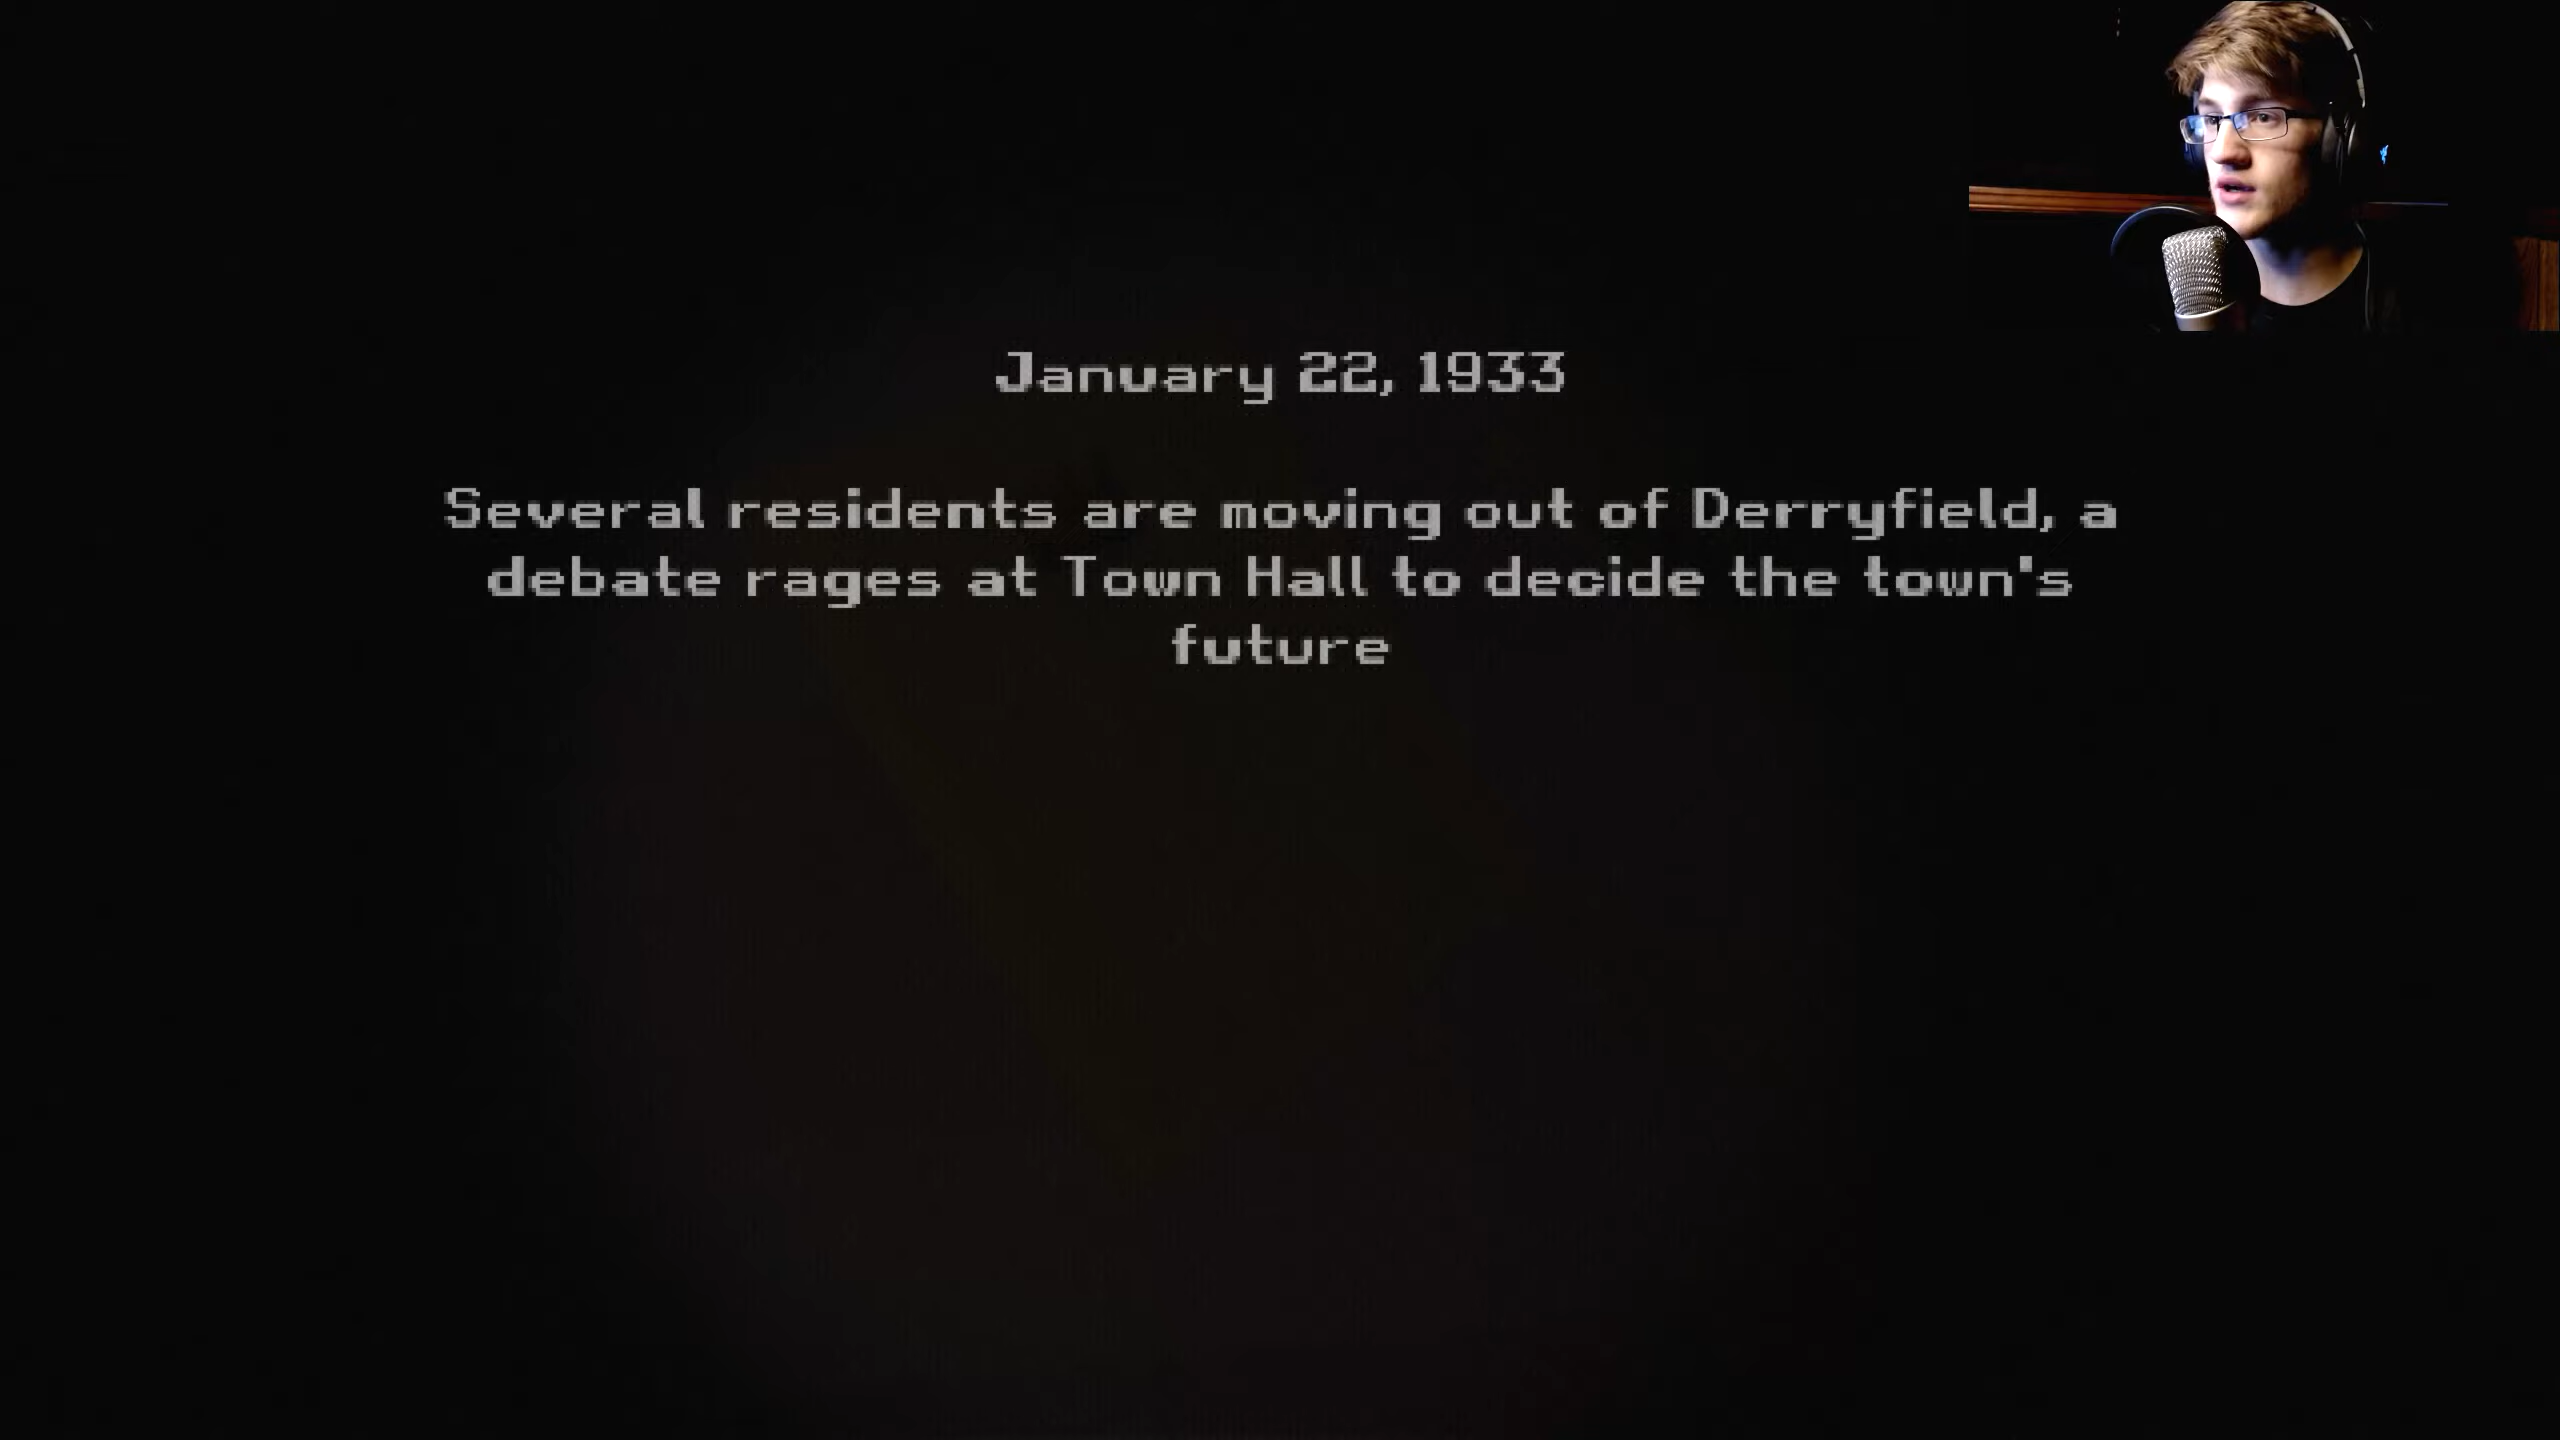 January 22, 1933
Several residents are moving out of Derryfield, a
debate rages at Town Hall to decide the town's
future